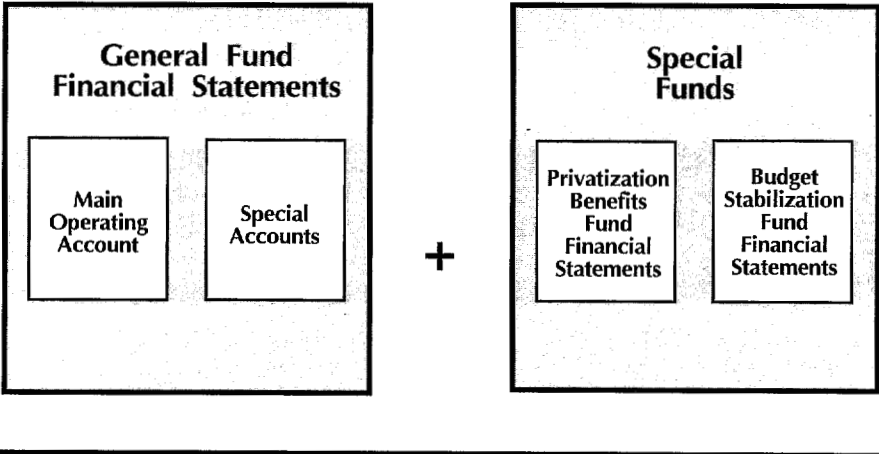 General Fund
Financial Statements
Main
Operating
Account
Special
Accounts
+
Special
Funds
Privatization
Benefits
Fund
Financial
Statements
Budget
Stabilization
Fund
Financial
Statements